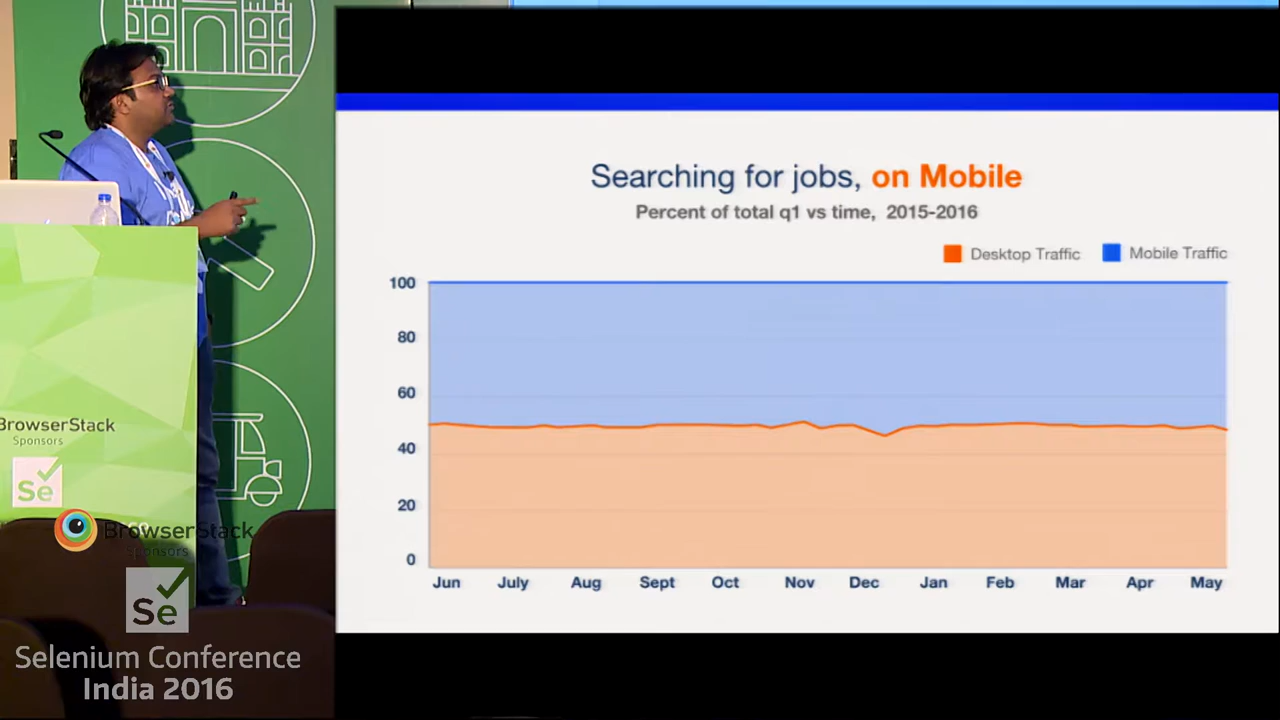 Searching for jobs, on Mobile
Percent of total q1 vs time, 2015-2016
Desktop Traffic
Mobile Traffic
100
80
60
40
20
0
Jun July Aug Sept Oct Nov Dec Jan Feb Mar Apr May
BrowserStack
Sponsors
Se
BrowserStack
Sponsors
Se
Selenium Conference
India 2016